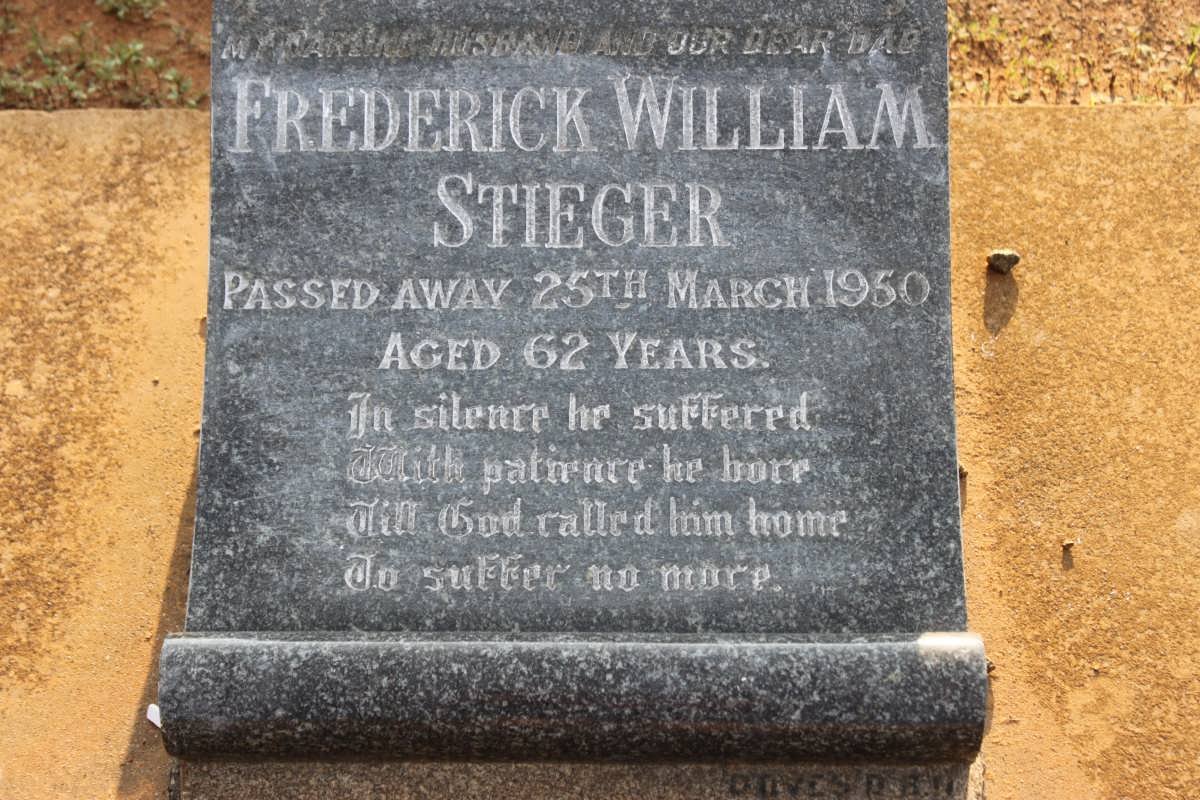 MY DARLING HUSBAND AND OUR DEAR DAD
FREDERICK WILLIAM
STIEGER
PASSED AWAY 25TH MARCH 1950
AGED 62 YEARS.
In silence he suffered
With patience he bore
Till God called him home
To suffer no more.